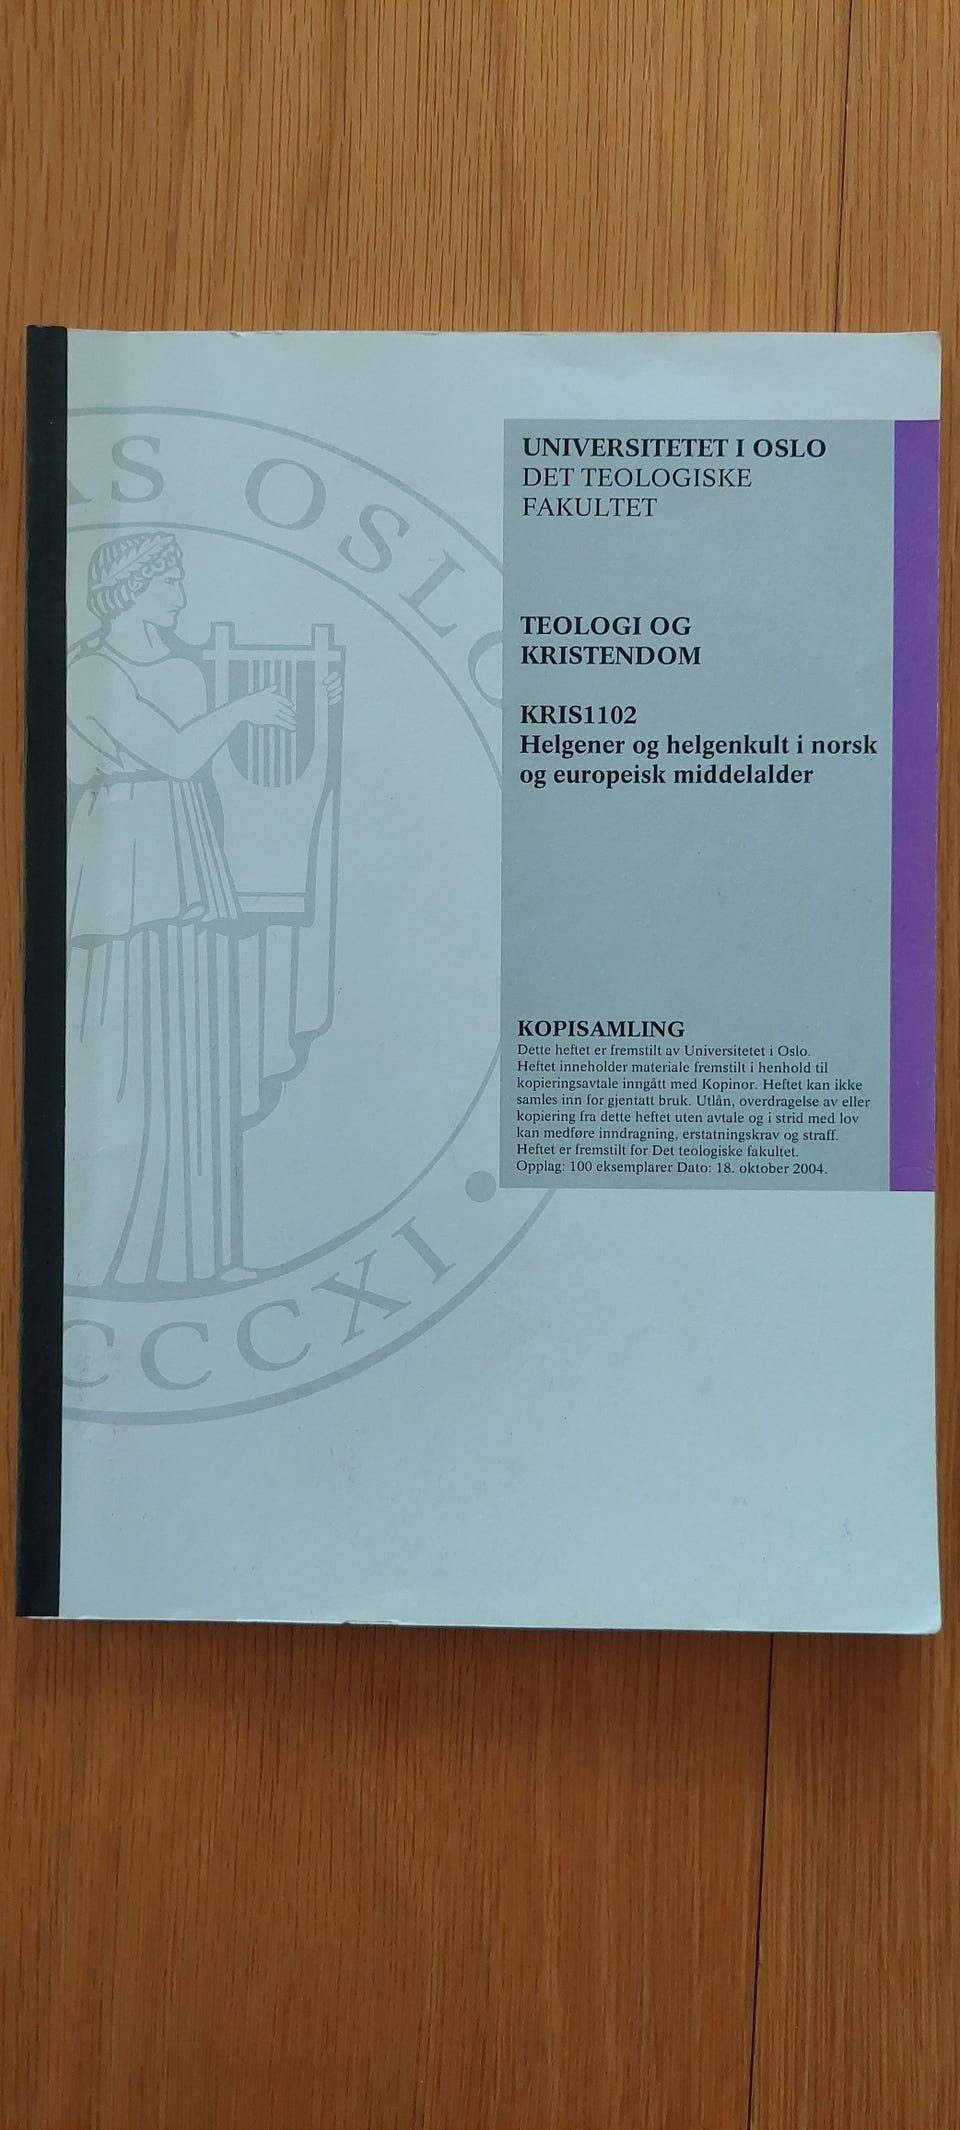 UNIVERSITETET I OSLO
DET TEOLOGISKE
FAKULTET
TEOLOGI OG
KRISTENDOM
KRIS1102
Helgener og helgenkult i norsk
og europeisk middelalder
KOPISAMLING
Dette heftet er fremstilt av Universitetet i Oslo.
Heftet inneholder materiale fremstilt i henhold til
kopieringsavtale inngått med Kopinor. Heftet kan ikke
samles inn for gjentatt bruk. Utlån, overdragelse av eller
kopiering fra dette heftet uten avtale og i strid med lov
kan medføre inndragning, erstatningskrav og straff.
Heftet er fremstilt for Det teologiske fakultet.
Opplag: 100 eksemplarer Dato: 18. oktober 2004.
AS OSLO
CCCXI